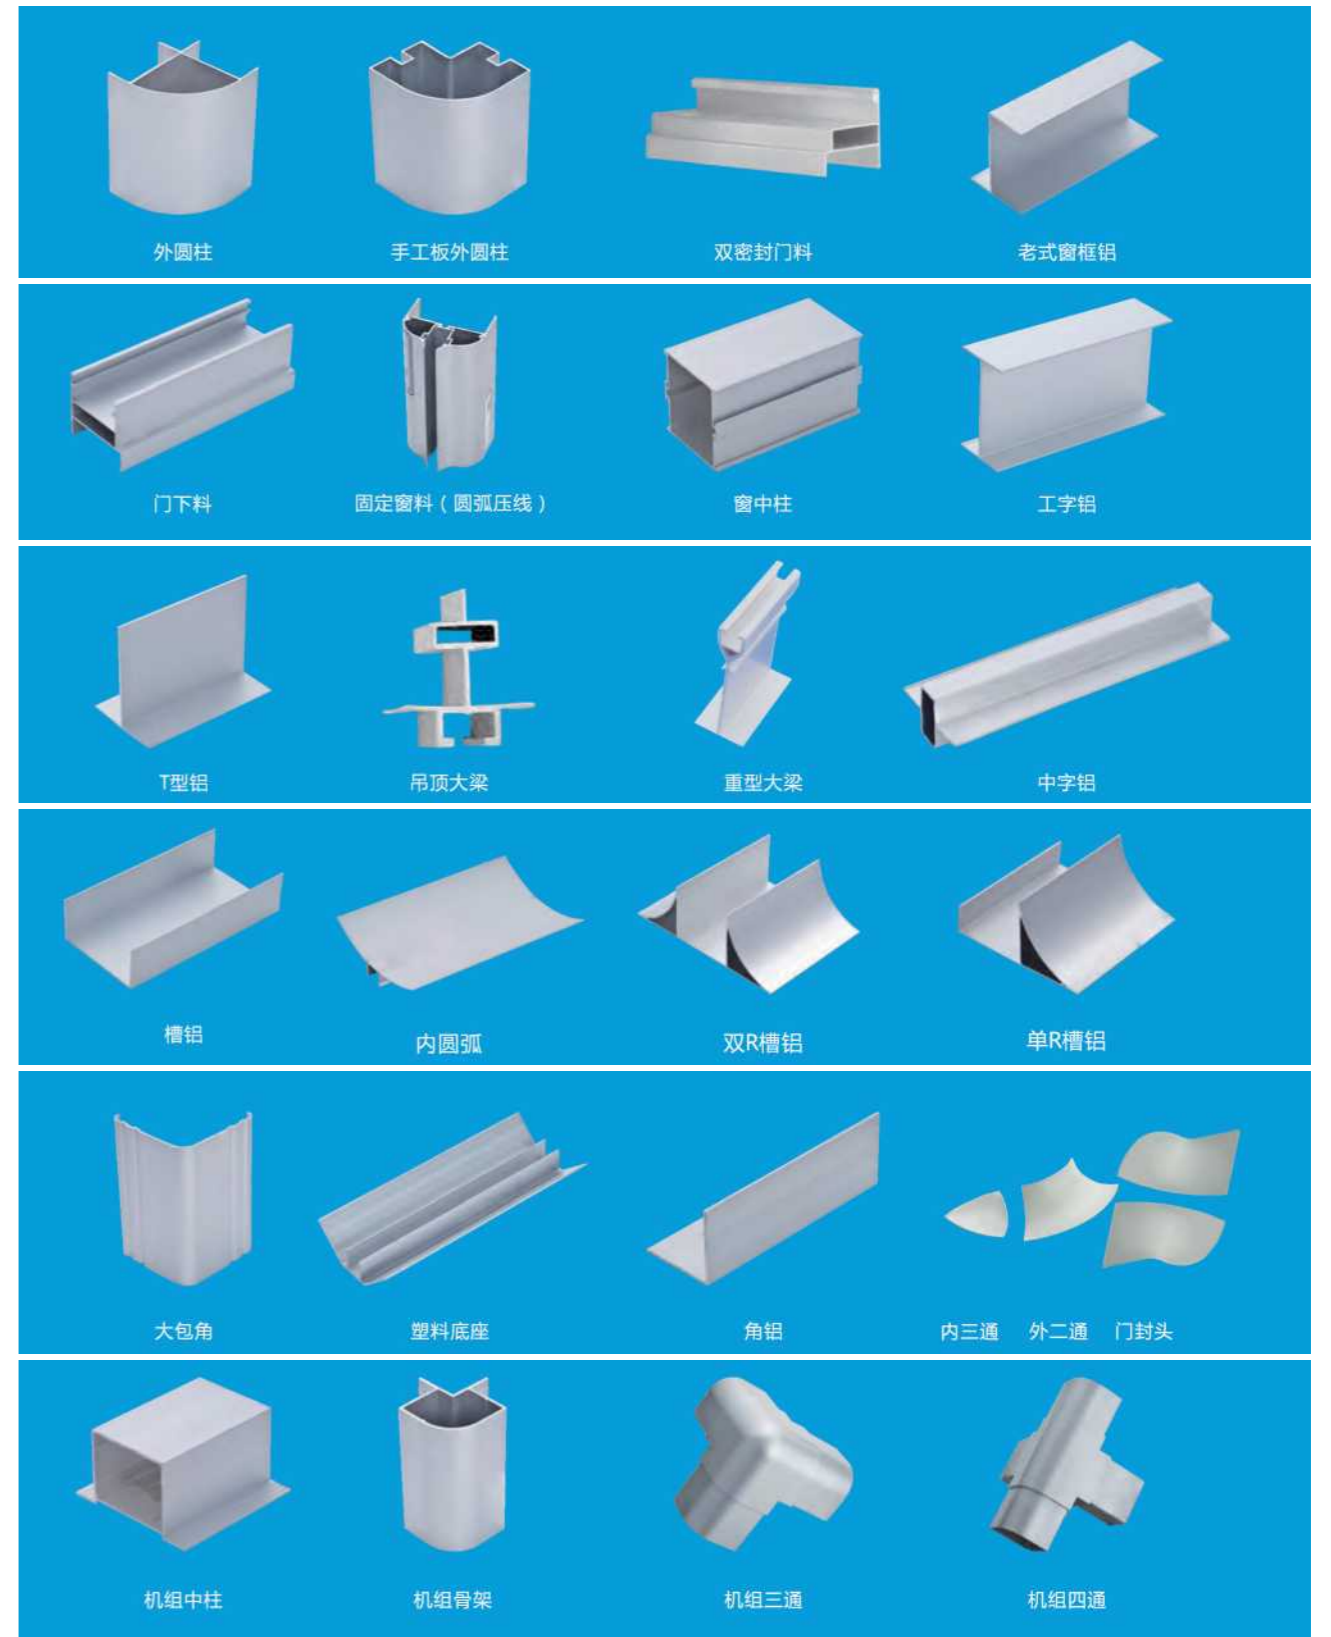 外圆柱 手工板外圆柱 双密封门料 老式窗框铝
门下料 固定窗料（圆弧压线） 窗中柱 工字铝
T型铝 吊顶大梁 重型大梁 中字铝
槽铝 内圆弧 双R槽铝 单R槽铝
大包角 塑料底座 角铝 内三通 外二通 门封头
机组中柱 机组骨架 机组三通 机组四通